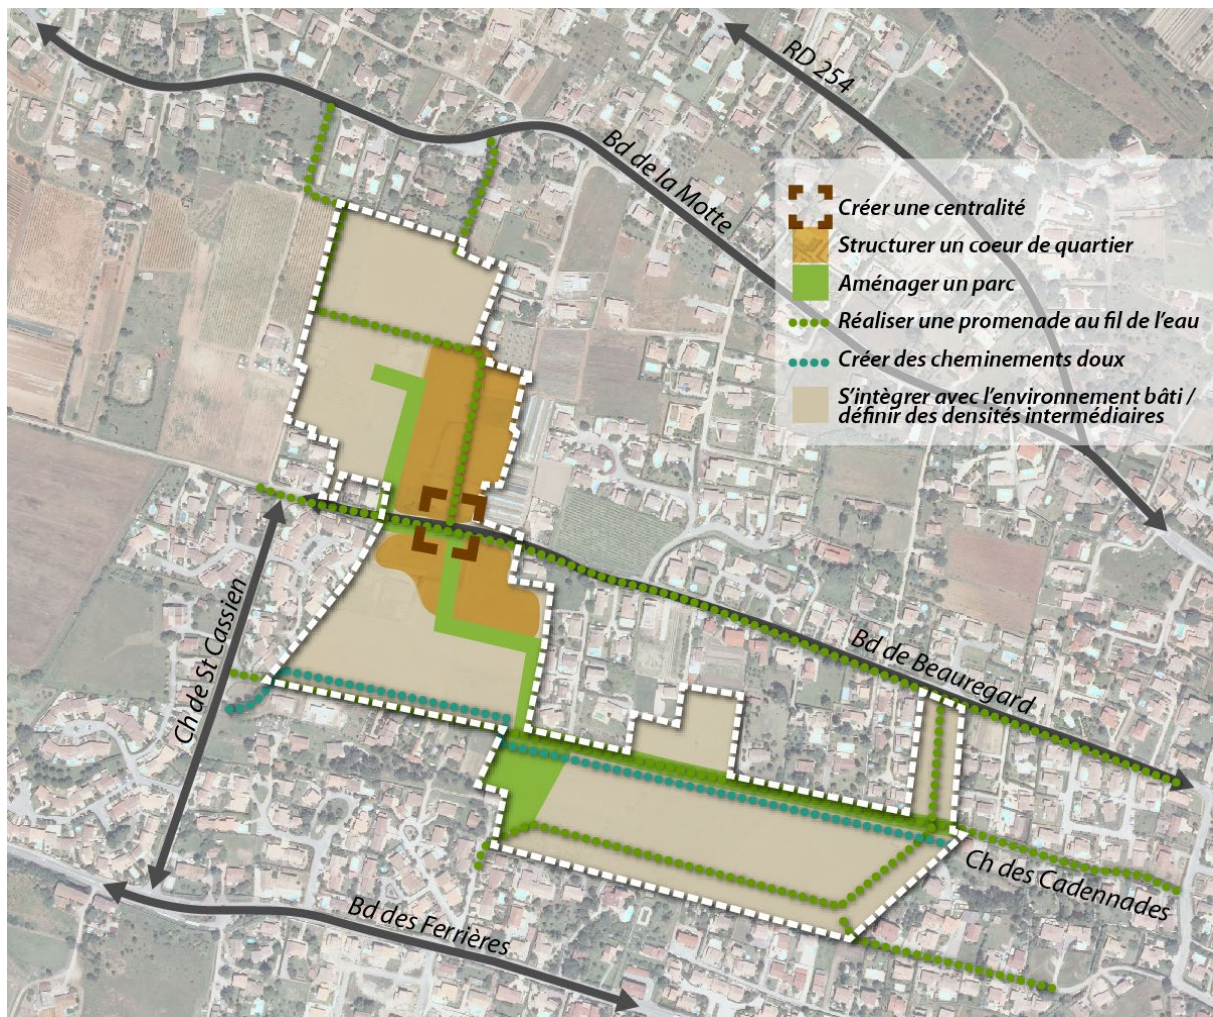 RD 254
Bd de la Motte
Créer une centralité
Structurer un coeur de quartier
Aménager un parc
Réaliser une promenade au fil de l'eau
Créer des cheminements doux
S'intègrer avec l'environnement bâti /
définir des densités intermédiaires
Ch de St Cassien
Bd de Beauregard
Ch des Cadennades
Bd des Ferrières